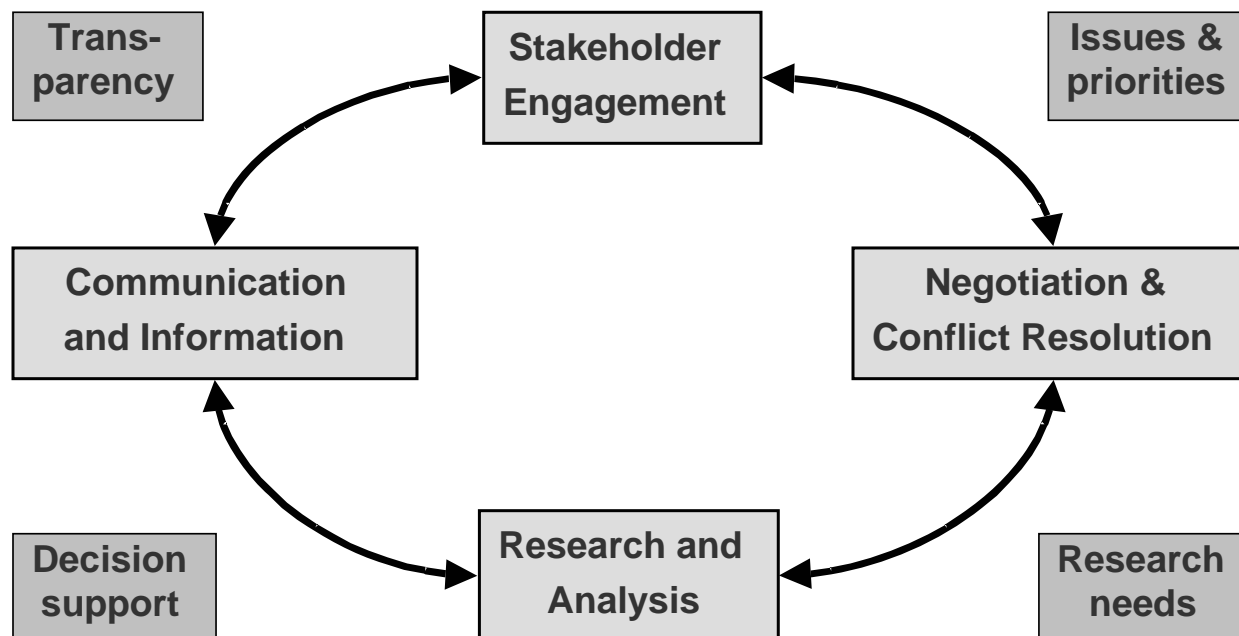 Trans-
parency
Stakeholder
Engagement
Issues &
priorities
Communication
and Information
Negotiation &
Conflict Resolution
Decision
support
Research and
Analysis
Research
needs